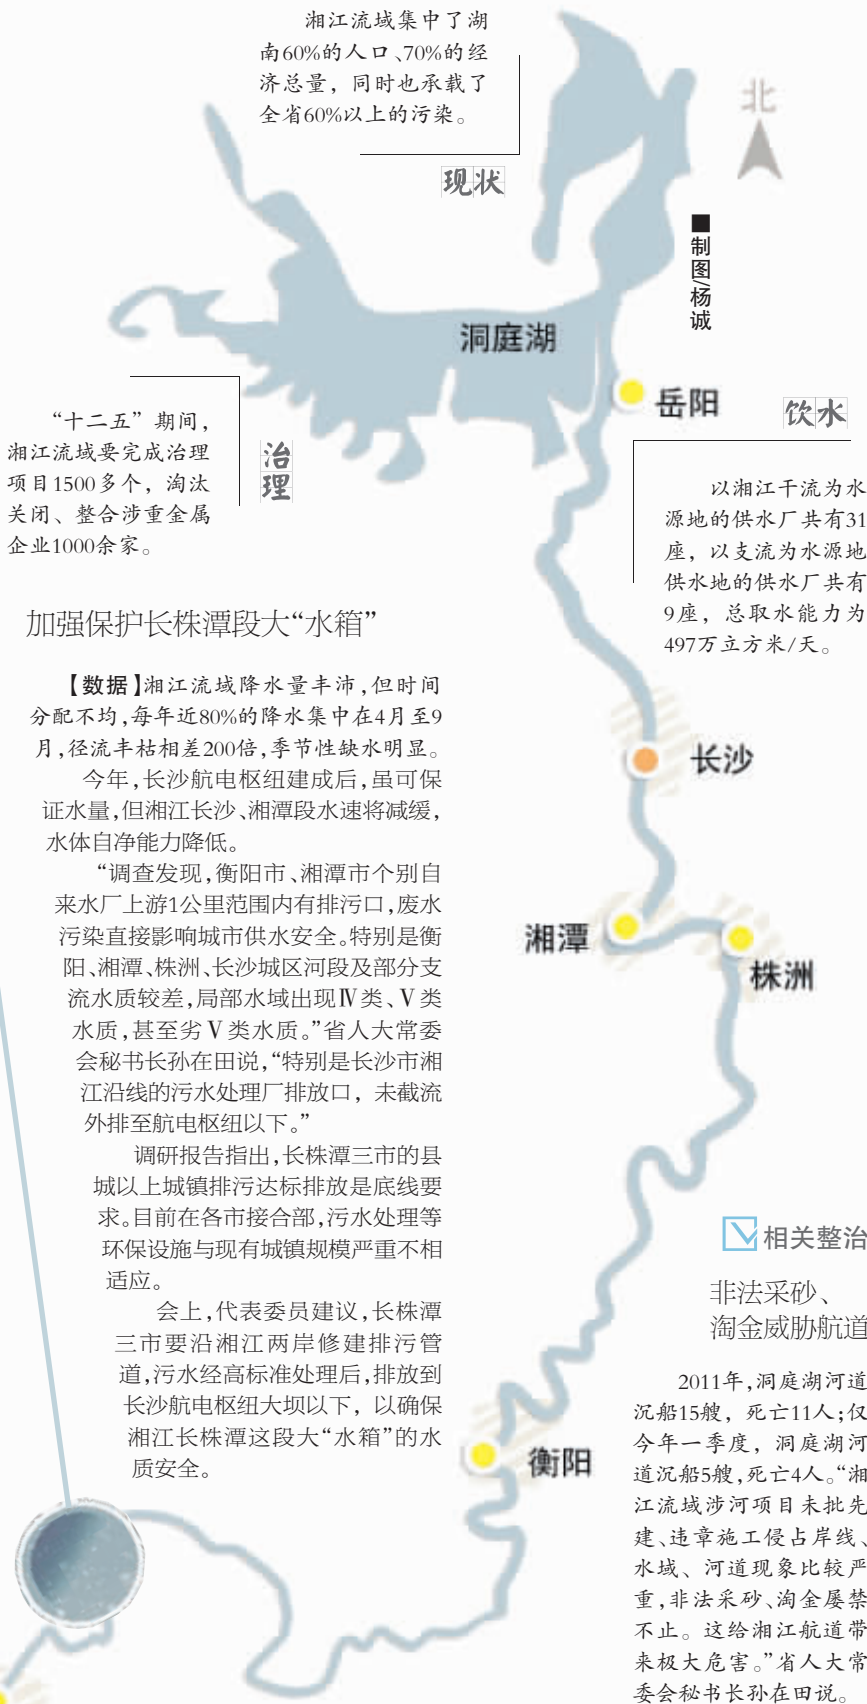 湘江流域集中了湖
南60%的人口、70%的经
济总量，同时也承载了
全省60%以上的污染。
现状
北
■制图/杨诚
洞庭湖
岳阳
“十二五”期间，
湘江流域要完成治理
项目1500多个，淘汰
关闭、整合涉重金属
企业1000余家。
治理
饮水
以湘江干流为水
源地的供水厂共有31
座，以支流为水源地
供水地的供水厂共有
9座，总取水能力为
497万立方米/天。
加强保护长株潭段大“水箱”
【数据】湘江流域降水量丰沛，但时间
分配不均，每年近80%的降水集中在4月至9
月，径流丰枯相差200倍，季节性缺水明显。
今年，长沙航电枢纽建成后，虽可保
证水量，但湘江长沙、湘潭段水速将减缓，
水体自净能力降低。
“调查发现，衡阳市、湘潭市个别自
来水厂上游1公里范围内有排污口，废水
污染直接影响城市供水安全。特别是衡
阳、湘潭、株洲、长沙城区河段及部分支
流水质较差，局部水域出现Ⅳ类、Ⅴ类
水质，甚至劣Ⅴ类水质。”省人大常委
会秘书长孙在田说，“特别是长沙市湘
江沿线的污水处理厂排放口，未截流
外排至航电枢纽以下。”
调研报告指出，长株潭三市的县
城以上城镇排污达标排放是底线要
求。目前在各市接合部，污水处理等
环保设施与现有城镇规模严重不相
适应。
会上，代表委员建议，长株潭
三市要沿湘江两岸修建排污管
道，污水经高标准处理后，排放到
长沙航电枢纽大坝以下，以确保
湘江长株潭这段大“水箱”的水
质安全。
长沙
湘潭
株洲
衡阳
相关整治
非法采砂、
淘金威胁航道
2011年，洞庭湖河道
沉船15艘，死亡11人；仅
今年一季度，洞庭湖河
道沉船5艘，死亡4人。“湘
江流域涉河项目未批先
建、违章施工侵占岸线、
水域、河道现象比较严
重，非法采砂、淘金屡禁
不止。这给湘江航道带
来极大危害。”省人大常
委会秘书长孙在田说。